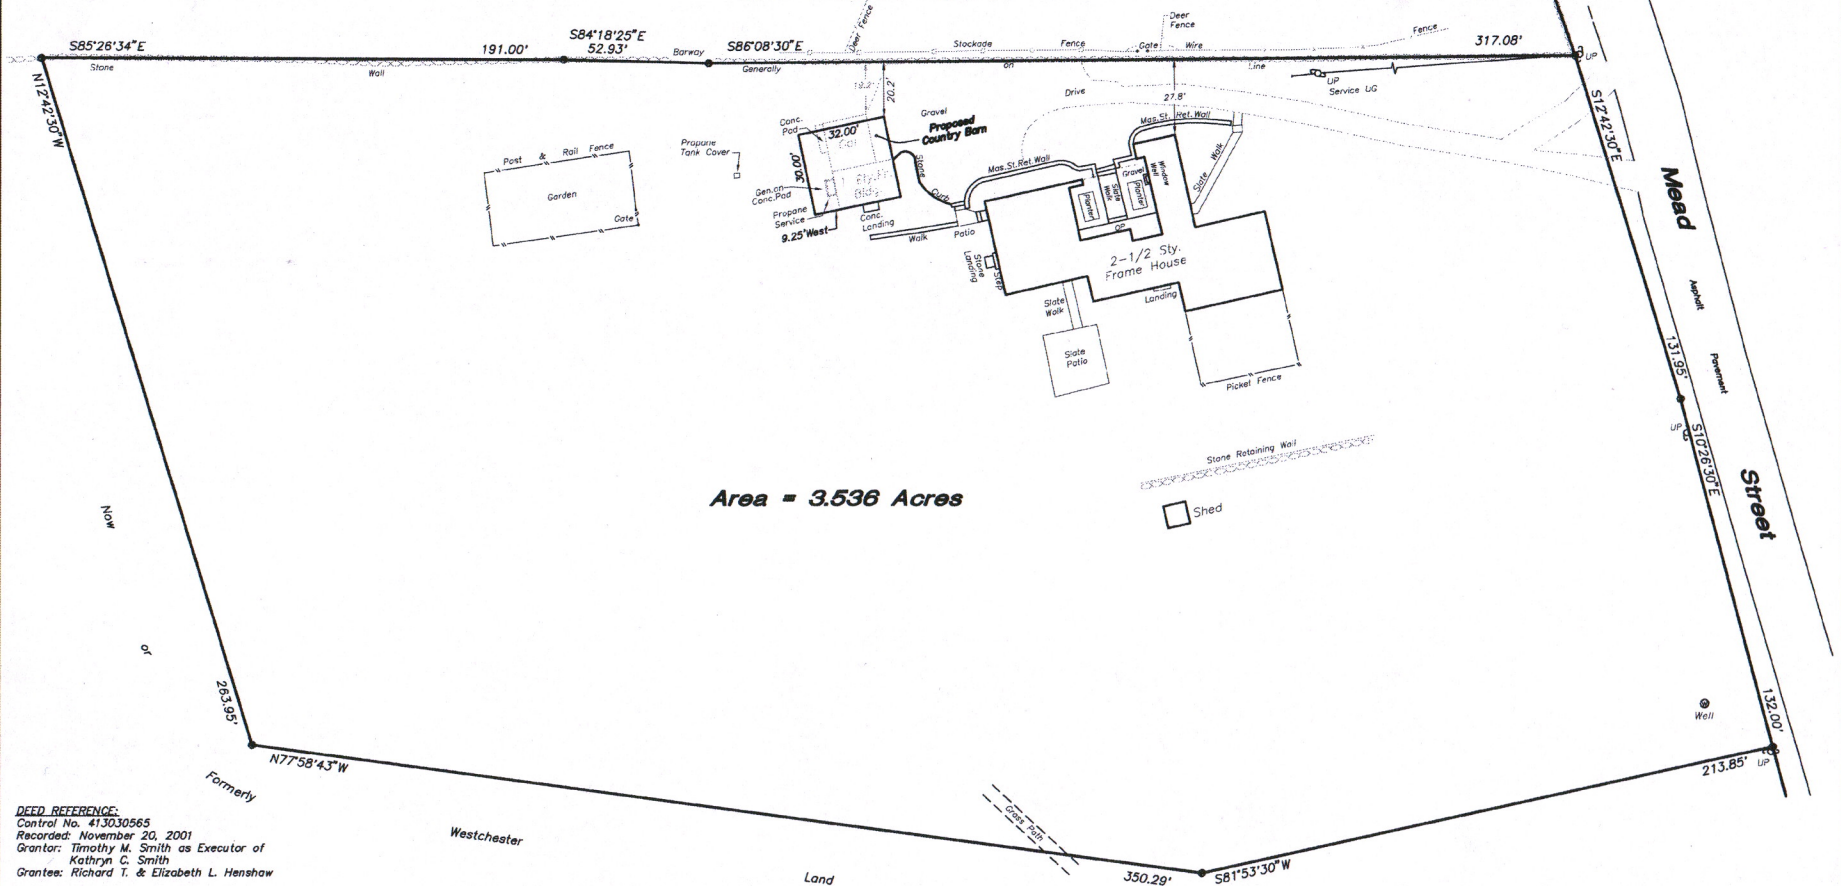 Deer Fence
Deer
Fence
Fence
S85°26'34"E
191.00'
S84°18'25"E
52.93'
Barway
S86°08'30"E
Stockade
Fence
Gate
Wire
317.08'
UP
Stone
Wall
Generally
on
Line
UP
Service UG
Drive
20.2'
27.8'
N12°42'30"W
S12°42'30"E
Conc.
Pad
32.00'
Gravel
Proposed
Country Barn
Mas.St. Ret.Wall
Propane
Tank Cover
Post & Rail Fence
Garden
Gate
30.00'
Bldg.
Gen.on
Conc.Pad
Propane
Service
9.25'West
Conc.
Landing
Stone
Curb
Mas.St.Ret.Wall
Walk
Patio
Gravel
Window
Well
Planter
Slate
Walk
Planter
OP
Slate Walk
Stone
Landing
Step
2-1/2 Sty.
Frame House
Landing
Slate
Walk
Slate
Patio
Picket Fence
Mead
Asphalt
Pavement
131.95'
UP
S10°26'30"E
Stone Retaining Wall
Area = 3.536 Acres
Shed
Street
Now
or
263.95'
Well
132.00'
N77°58'43"W
213.85'
UP
Formerly
Grass Path
Westchester
Land
350.29'
S81°53'30"W
DEED REFERENCE:
Control No. 413030565
Recorded: November 20, 2001
Grantor: Timothy M. Smith as Executor of
Kathryn C. Smith
Grantee: Richard T. & Elizabeth L. Henshaw